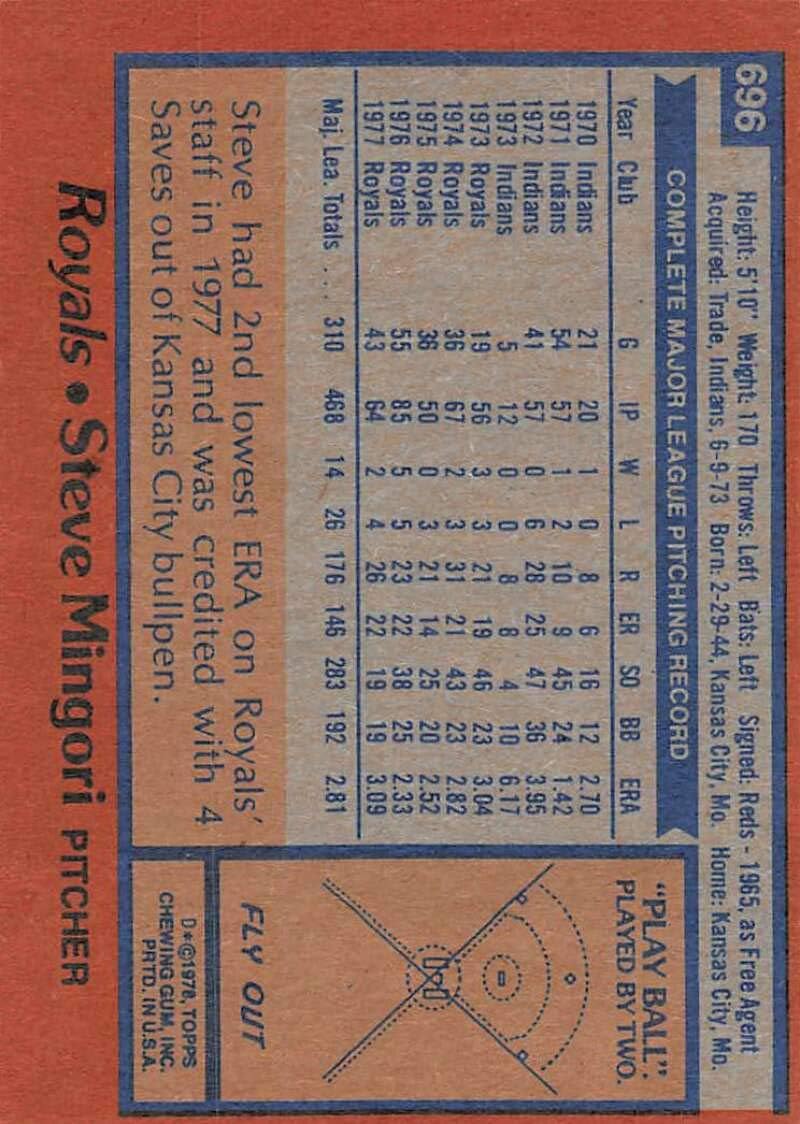 696
Height: 5'10" Weight: 170 Throws: Left Bats: Left Signed: Reds - 1965, as Free Agent
Acquired: Trade, Indians, 6-9-73 Born: 2-29-44, Kansas City, Mo. Home: Kansas City, Mo.
COMPLETE MAJOR LEAGUE PITCHING RECORD
Year Club G IP W L R ER SO BB ERA
1970 Indians 21 20 1 0 8 6 16 12 2.70
1971 Indians 54 57 1 2 10 9 45 24 1.42
1972 Indians 41 57 0 6 28 25 47 36 3.95
1973 Indians 5 12 0 0 8 8 4 10 6.17
1973 Royals 19 56 3 3 21 19 46 23 3.04
1974 Royals 36 67 2 3 31 21 43 23 2.82
1975 Royals 36 50 0 3 21 14 25 20 2.52
1976 Royals 55 85 5 5 23 22 38 25 2.33
1977 Royals 43 64 2 4 26 22 19 19 3.09
Maj. Lea. Totals ... 310 468 14 26 176 146 283 192 2.81
Steve had 2nd lowest ERA on Royals'
staff in 1977 and was credited with 4
Saves out of Kansas City bullpen.
"PLAY BALL":
PLAYED BY TWO.
FLY OUT
D*©1978, TOPPS
CHEWING GUM, INC.
PRTD. IN U.S.A.
Royals • Steve Mingori PITCHER